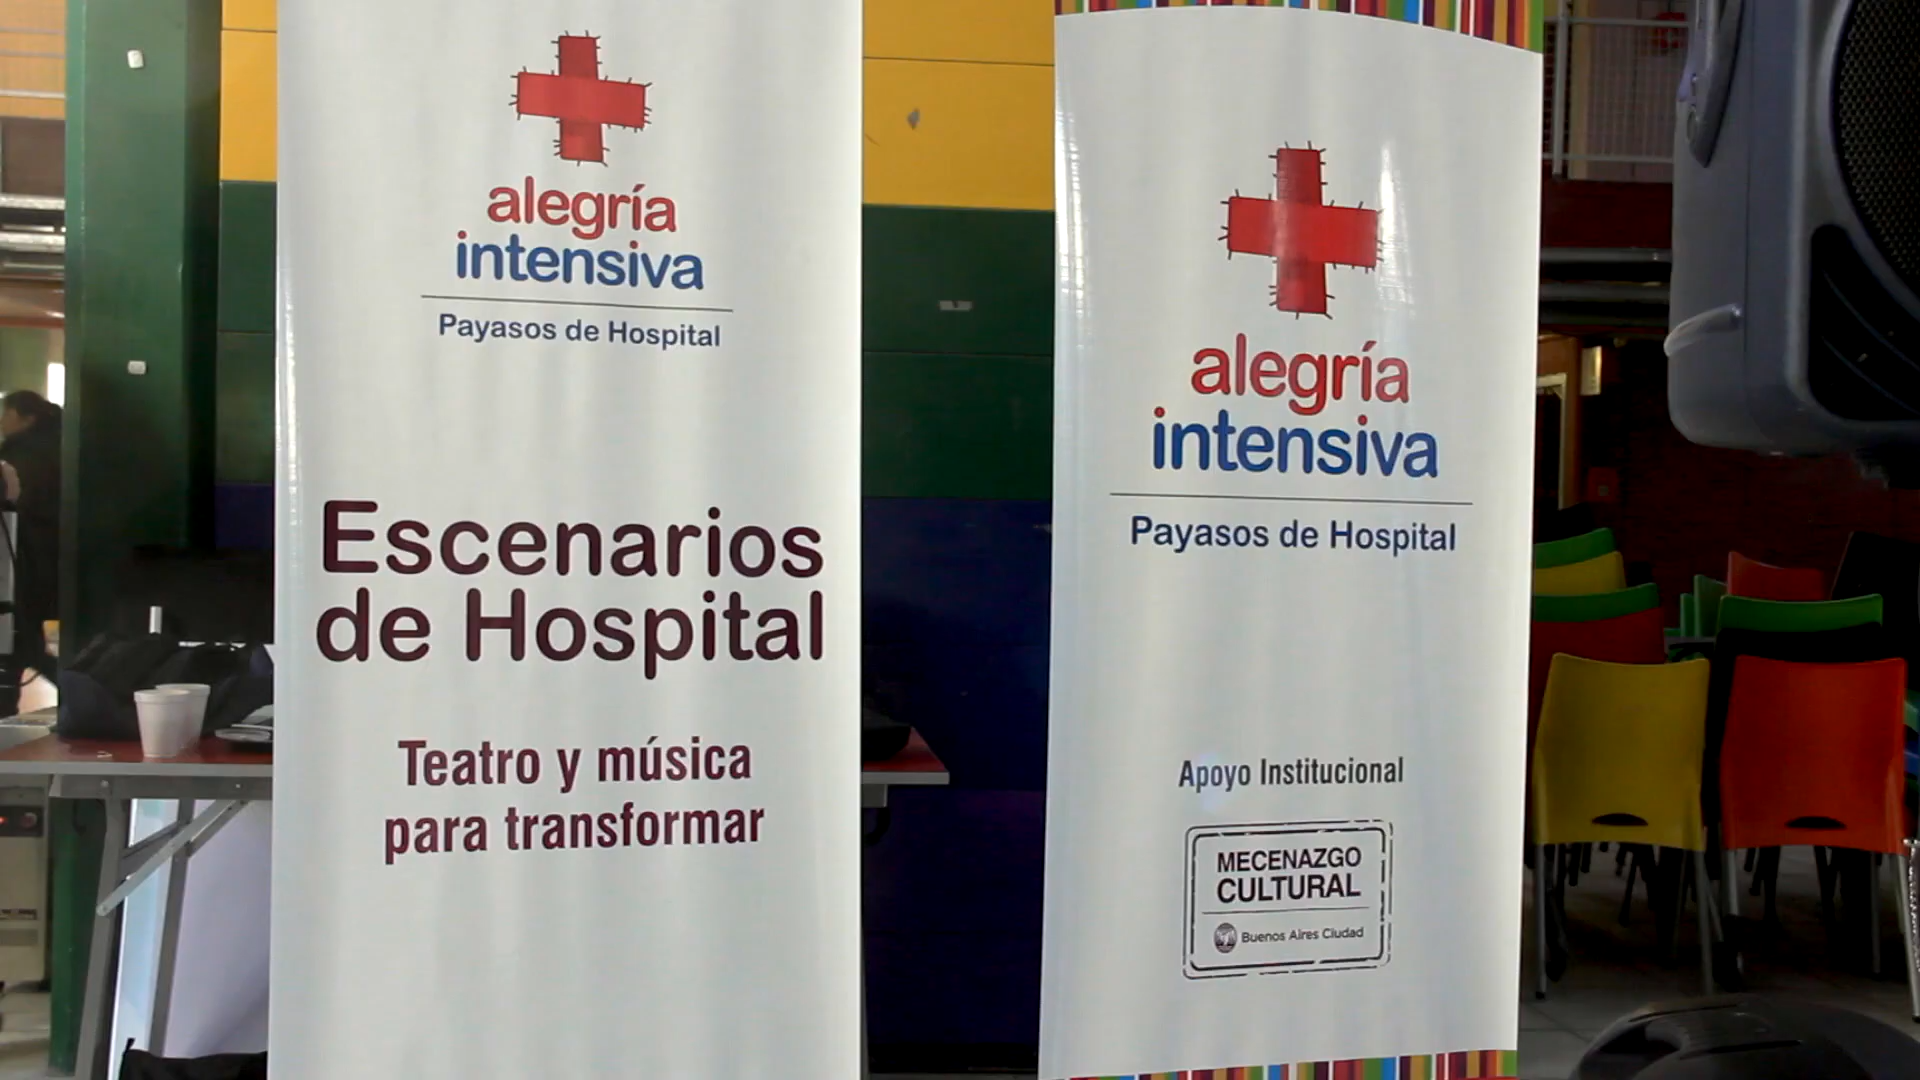 alegría
intensiva
Payasos de Hospital
Escenarios
de Hospital
Teatro y música
para transformar
alegría
intensiva
Payasos de Hospital
Apoyo Institucional
MECENAZGO
CULTURAL
Buenos Aires Ciudad